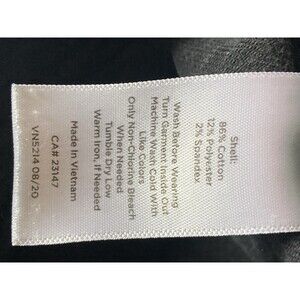 Shell:
86% Cotton
12% Polyester
2% Spandex
Wash Before Wearing
Turn Garment Inside Out
Machine Wash Cold With
Like Colors
Only Non-Chlorine Bleach
When Needed
Tumble Dry Low
Warm Iron, If Needed
Made In Vietnam
CA# 23147
VN5214 08/20